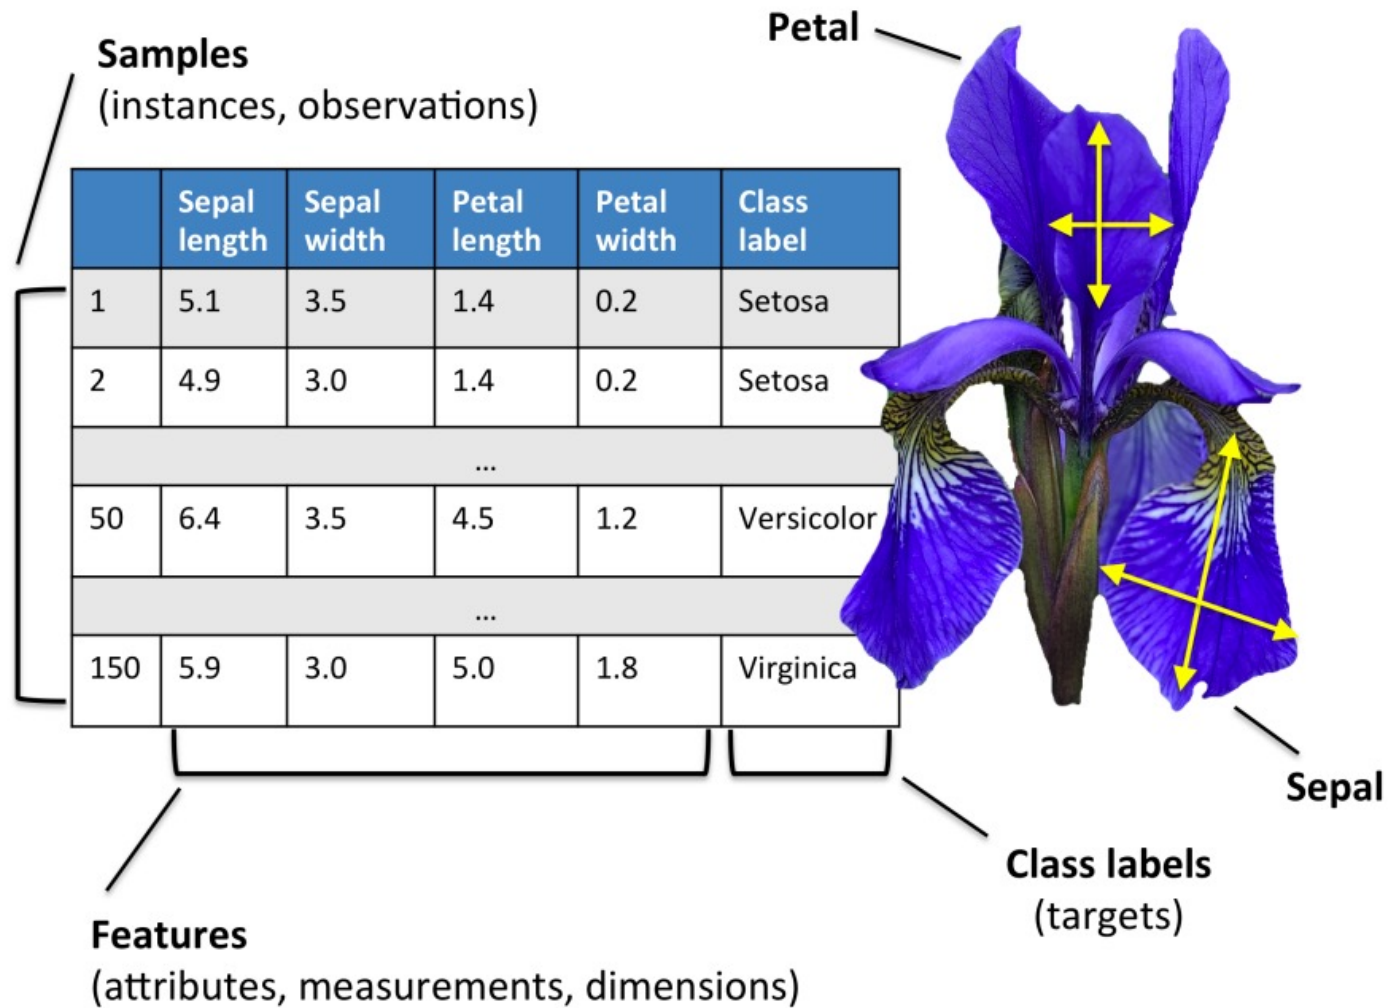 Samples
(instances, observations)
Petal
Sepal length Sepal width Petal length Petal width Class label
1 5.1 3.5 1.4 0.2 Setosa
2 4.9 3.0 1.4 0.2 Setosa
...
50 6.4 3.5 4.5 1.2 Versicolor
...
150 5.9 3.0 5.0 1.8 Virginica
Sepal
Class labels
(targets)
Features
(attributes, measurements, dimensions)